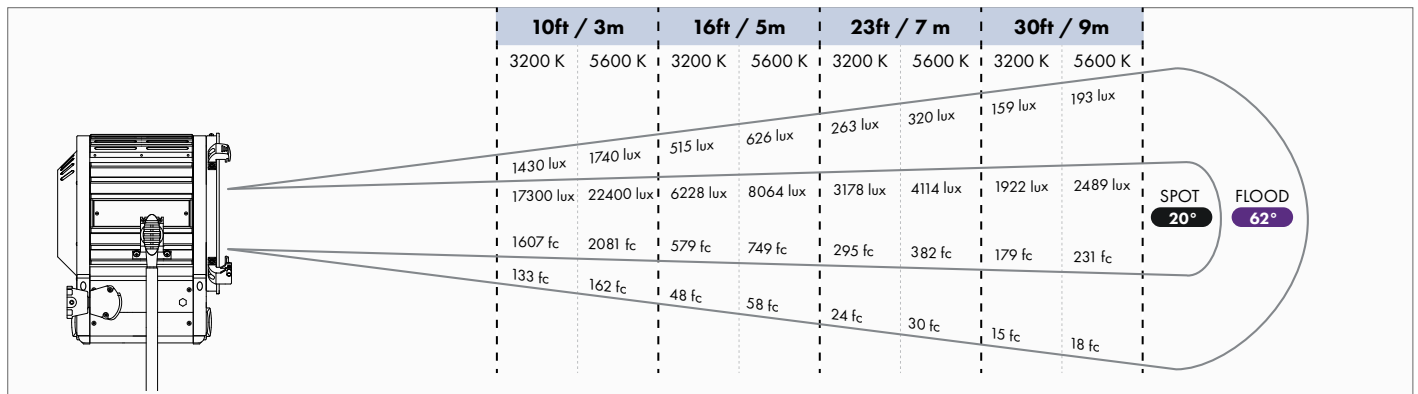 10ft / 3m 16ft / 5m 23ft / 7 m 30ft / 9m
3200 K 5600 K 3200 K 5600 K 3200 K 5600 K 3200 K 5600 K
1430 lux 1740 lux 515 lux 626 lux 263 lux 320 lux 159 lux 193 lux
17300 lux 22400 lux 6228 lux 8064 lux 3178 lux 4114 lux 1922 lux 2489 lux
SPOT FLOOD
20° 62°
1607 fc 2081 fc 579 fc 749 fc 295 fc 382 fc 179 fc 231 fc
133 fc 162 fc 48 fc 58 fc 24 fc 30 fc 15 fc 18 fc